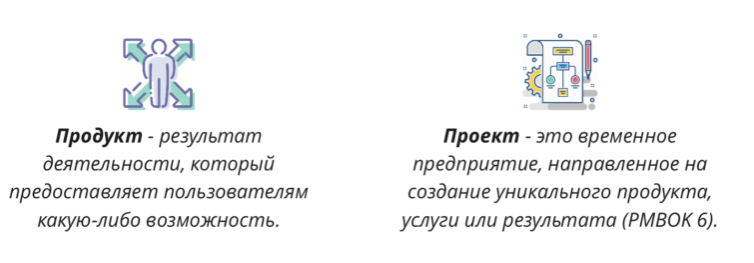 Продукт - результат
деятельности, который
предоставляет пользователям
какую-либо возможность.
Проект - это временное
предприятие, направленное на
создание уникального продукта,
услуги или результата (PMBOK 6).